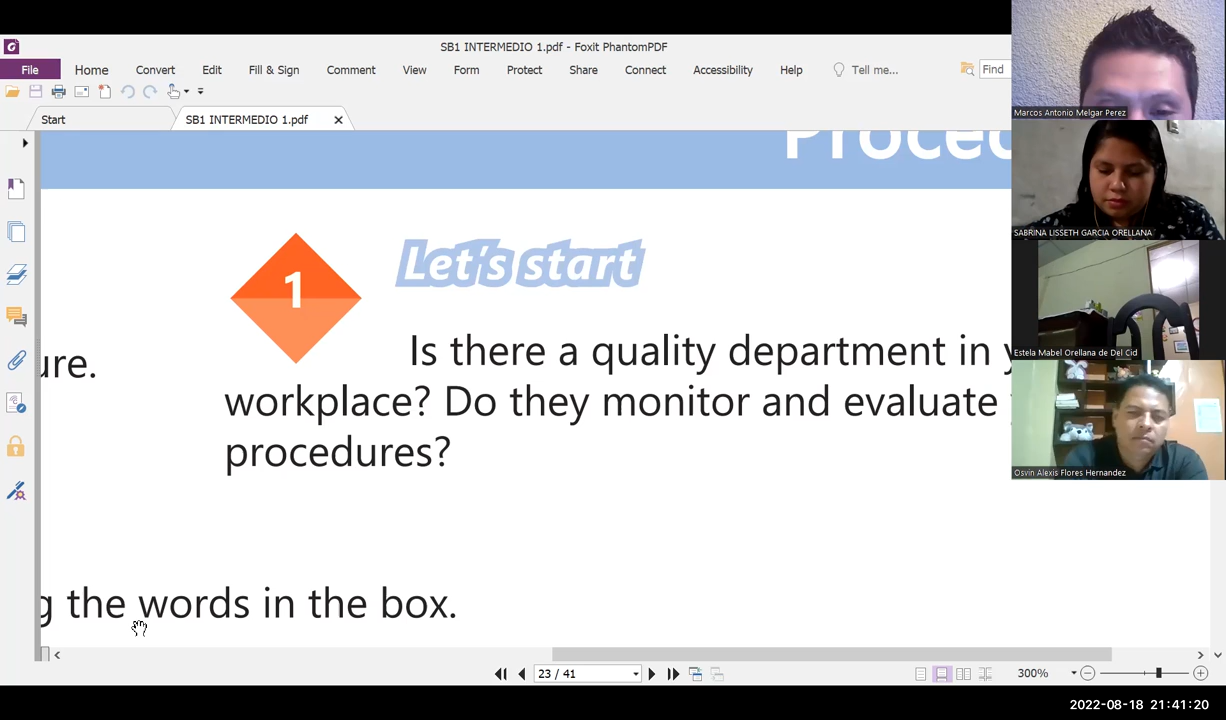 SB1 INTERMEDIO 1.pdf - Foxit PhantomPDF
File Home Convert Edit Fill & Sign Comment View Form Protect Share Connect Accessibility Help Tell me... Find
Start SB1 INTERMEDIO 1.pdf
Proced
1
Let's start
Is there a quality department in y
ure.
workplace? Do they monitor and evaluate
procedures?
g the words in the box.
23 / 41
300%
Marcos Antonio Melgar Perez
SABRINA LISSETH GARCIA ORELLANA
Estela Mabel Orellana de Del Cid
Osvin Alexis Flores Hernandez
2022-08-18 21:41:20